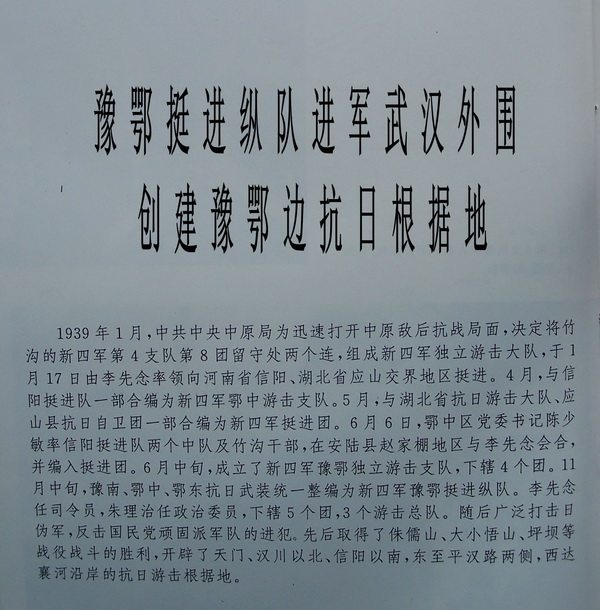 豫鄂挺进纵队进军武汉外围
创建豫鄂边抗日根据地
1939年1月,中共中央中原局为迅速打开中原敌后抗战局面,决定将竹
沟的新四军第4支队第8团留守处两个连,组成新四军独立游击大队,于1
月17日由李先念率领向河南省信阳、湖北省应山交界地区挺进。4月,与信
阳挺进队一部合编为新四军鄂中游击支队。5月,与湖北省抗日游击大队、应
山县抗日自卫团一部合编为新四军挺进团。6月6日,鄂中区党委书记陈少
敏率信阳挺进队两个中队及竹沟干部,在安陆县赵家棚地区与李先念会合,
并编入挺进团。6月中旬,成立了新四军豫鄂独立游击支队,下辖4个团。11
月中旬,豫南、鄂中、鄂东抗日武装统一整编为新四军豫鄂挺进纵队。李先念
任司令员,朱理治任政治委员,下辖5个团,3个游击总队。随后广泛打击日
伪军,反击国民党顽固派军队的进犯。先后取得了侏儒山、大小悟山、坪坝等
战役战斗的胜利,开辟了天门、汉川以北、信阳以南,东至平汉路两侧,西达
襄河沿岸的抗日游击根据地。